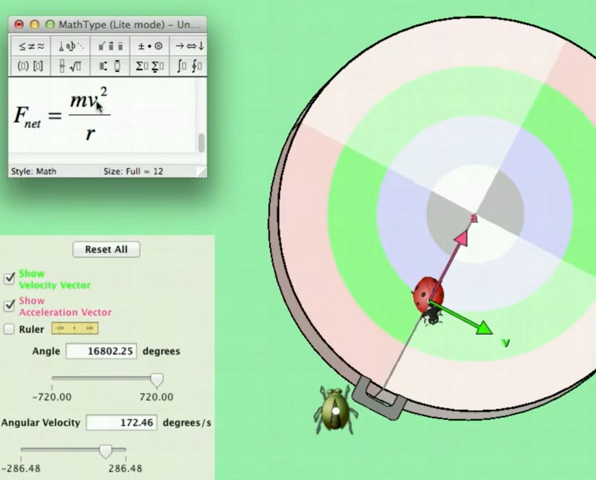 MathType (Lite mode) - Un...
F_net = mv^2 / r
Style: Math Size: Full = 12
Reset All
Show
Velocity Vector
Show
Acceleration Vector
Ruler
Angle 16802.25 degrees
-720.00 720.00
Angular Velocity 172.46 degrees/s
-286.48 286.48
a
v